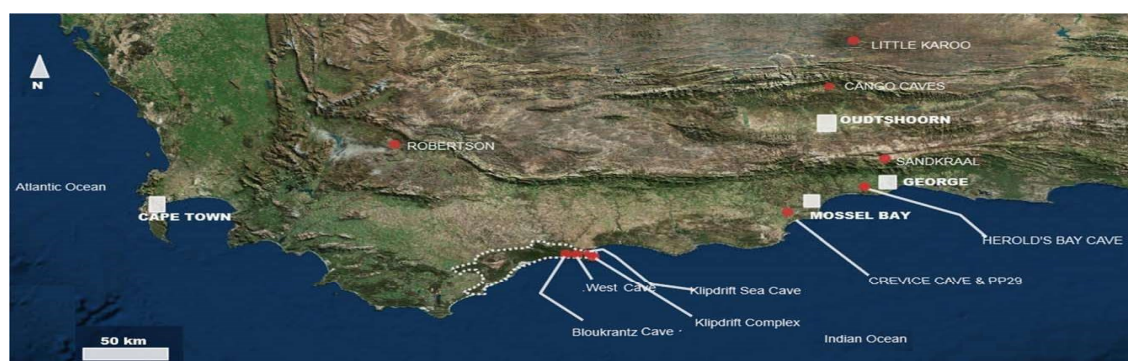 LITTLE KAROO
N
CANGO CAVES
OUDTSHOORN
ROBERTSON
SANDKRAAL
Atlantic Ocean
GEORGE
CAPE TOWN
MOSSEL BAY
HEROLD'S BAY CAVE
CREVICE CAVE & PP29
.West Cave
Klipdrift Sea Cave
Klipdrift Complex
Bloukrantz Cave .
50 km
Indian Ocean